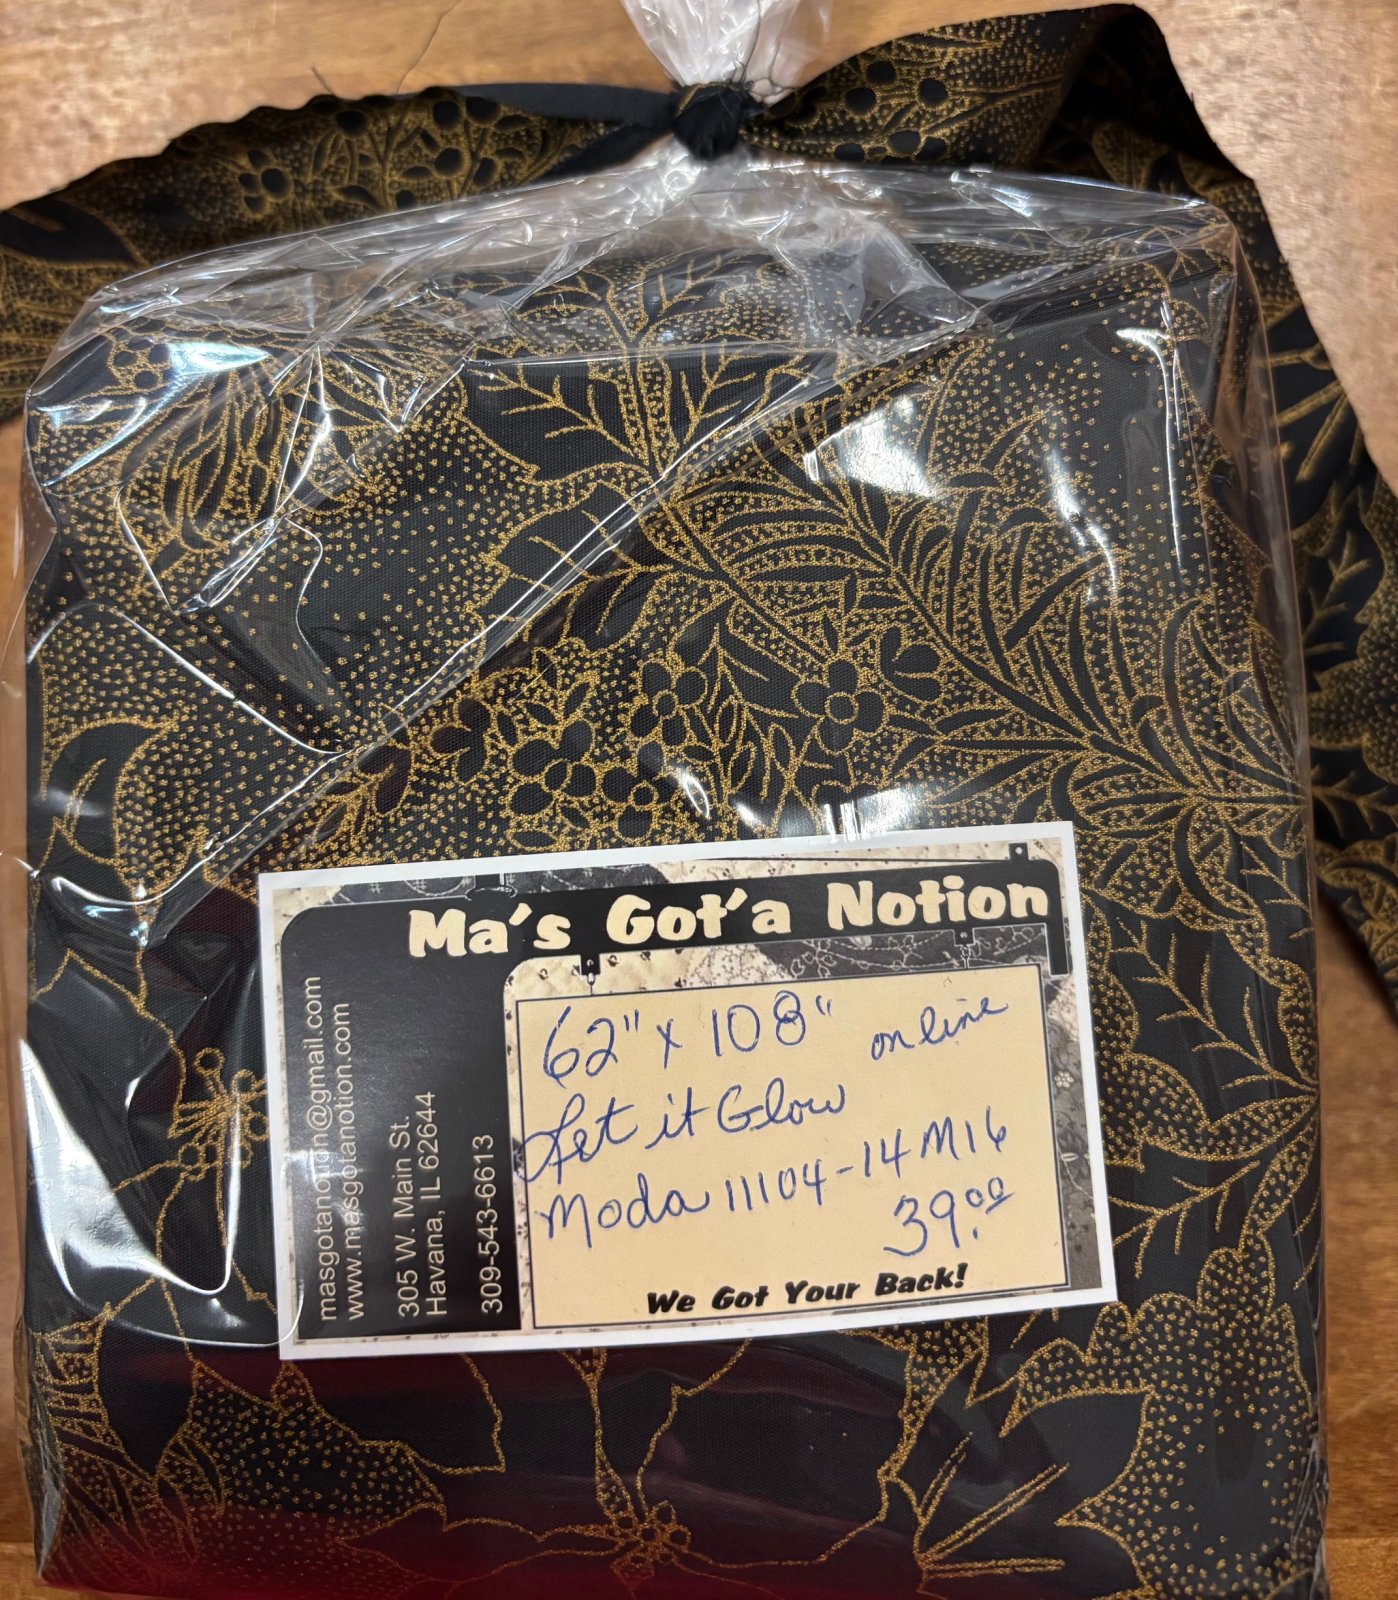 Ma's Got'a Notion
62" x 108" online
Let it Glow
Moda 11104-14 M16
39.00
We Got Your Back!
masgotanotion@gmail.com
www.masgotanotion.com
305 W. Main St.
Havana, IL 62644
309-543-6613